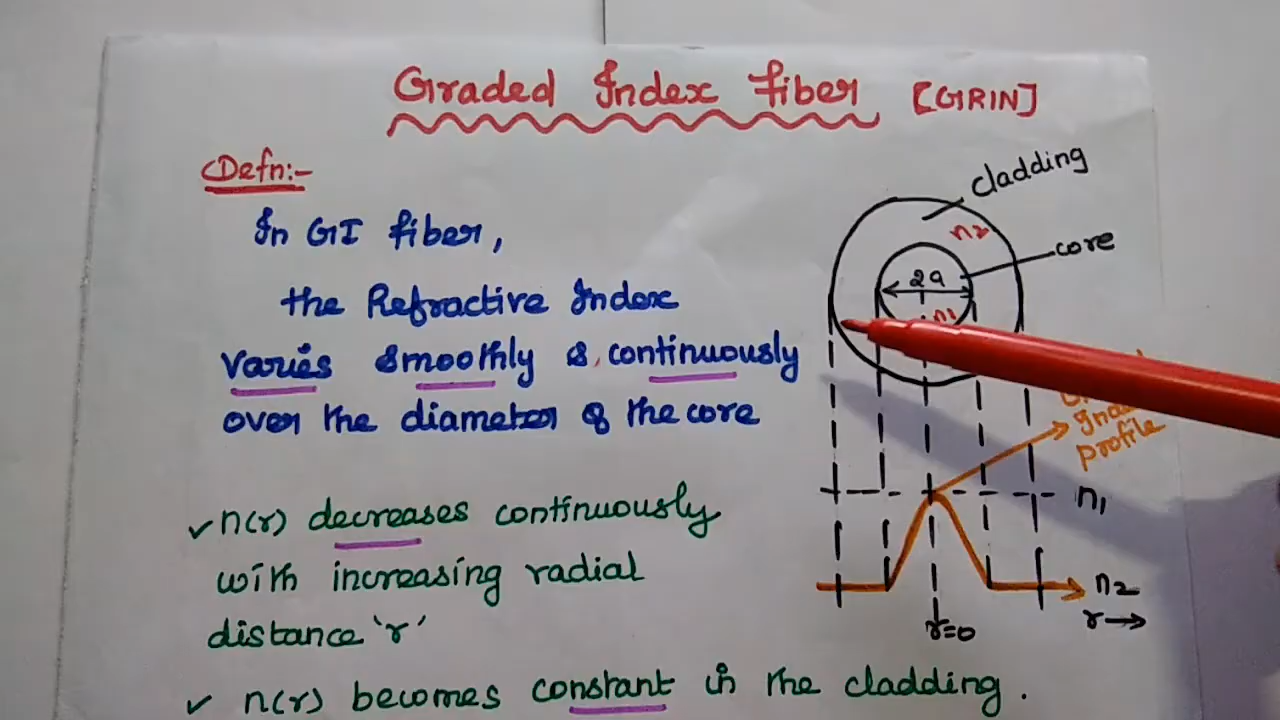 Graded Index Fiber [GRIN]
Defn:-
In GI fiber,
the Refractive Index
varies smoothly & continuously
over the diameter of the core
✓ n(r) decreases continuously
with increasing radial
distance 'r'
✓ n(r) becomes constant in the cladding.
cladding
n2
core
2a
n1
profile
n1
n2
r=0
r →